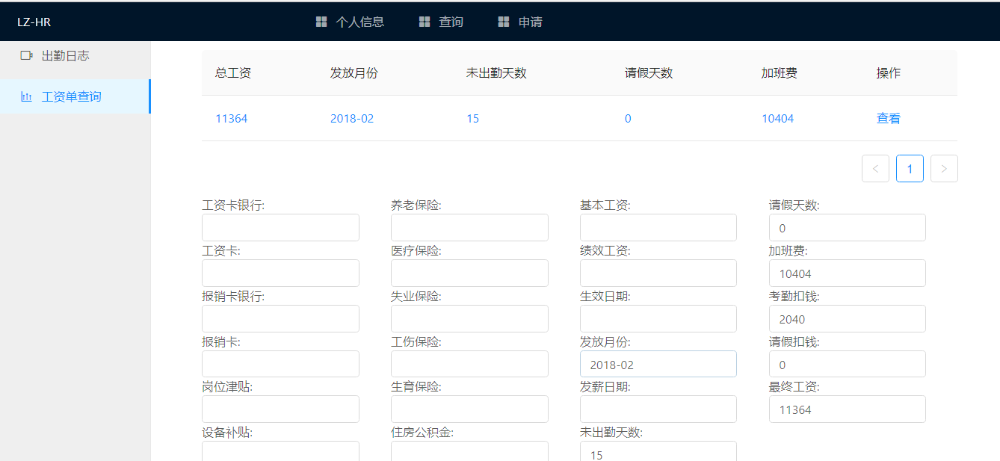 LZ-HR 个人信息 查询 申请
出勤日志
工资单查询
总工资 发放月份 未出勤天数 请假天数 加班费 操作
11364 2018-02 15 0 10404 查看
< 1 >
工资卡银行: 养老保险: 基本工资: 请假天数:
0
工资卡: 医疗保险: 绩效工资: 加班费:
10404
报销卡银行: 失业保险: 生效日期: 考勤扣钱:
2040
报销卡: 工伤保险: 发放月份: 请假扣钱:
2018-02 0
岗位津贴: 生育保险: 发薪日期: 最终工资:
11364
设备补贴: 住房公积金: 未出勤天数:
15